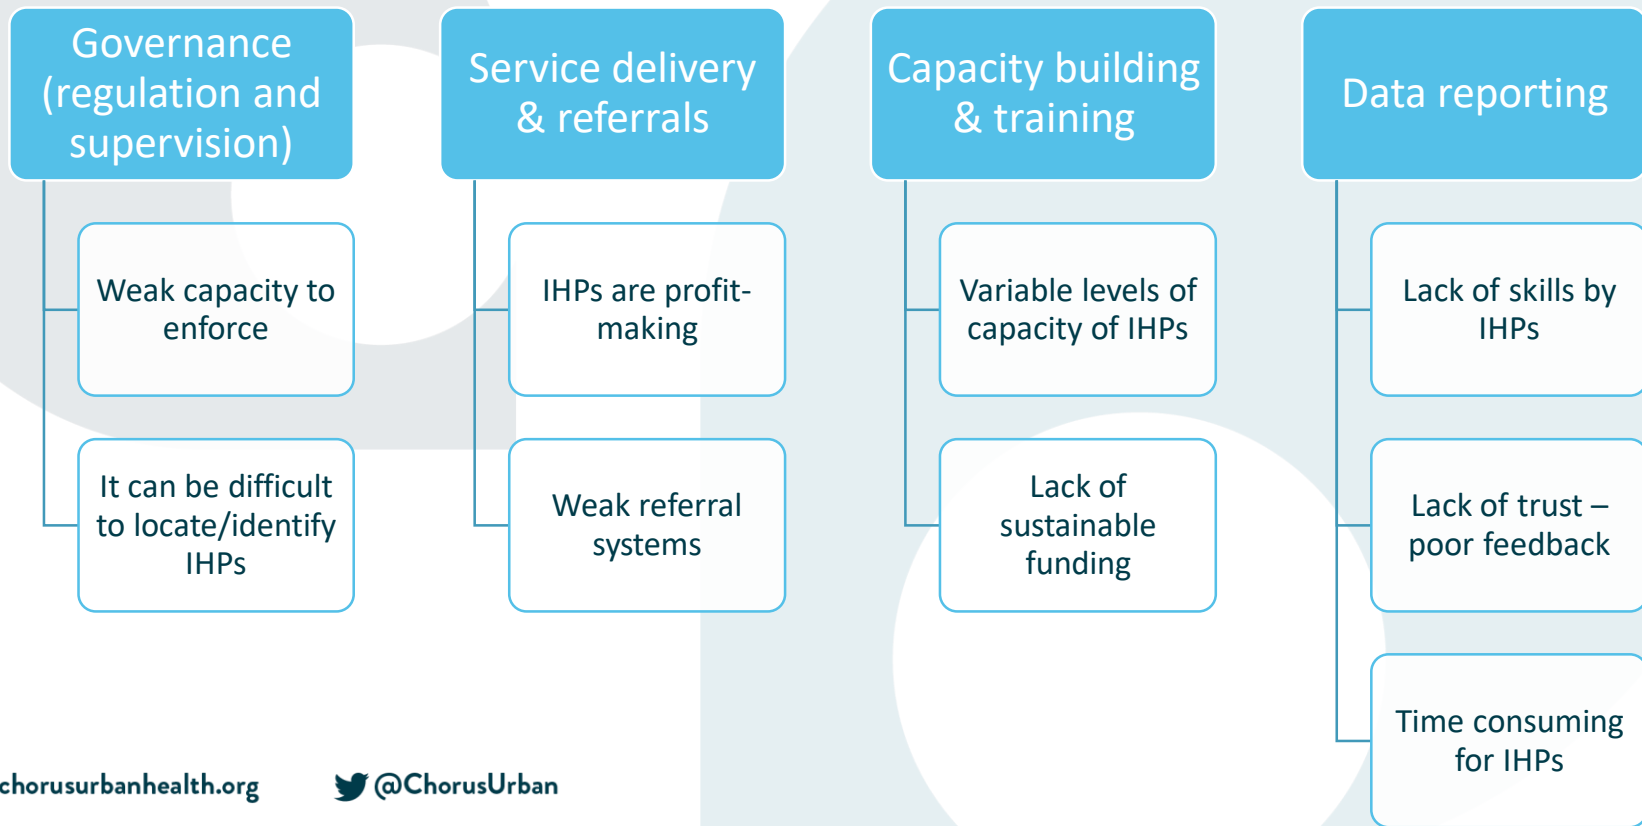 Governance
(regulation and
supervision)
Weak capacity to
enforce
It can be difficult
to locate/identify
IHPs
Service delivery
& referrals
IHPs are profit-
making
Weak referral
systems
Capacity building
& training
Variable levels of
capacity of IHPs
Lack of
sustainable
funding
Data reporting
Lack of skills by
IHPs
Lack of trust –
poor feedback
Time consuming
for IHPs
chorusurbanhealth.org
@ChorusUrban